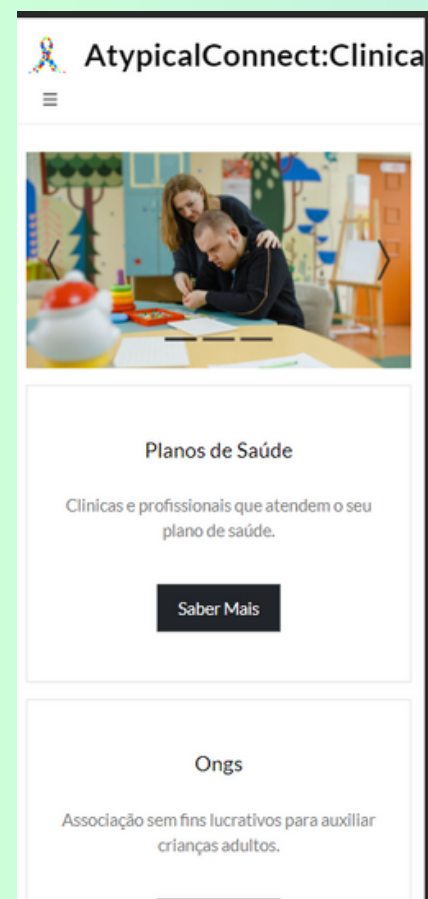 AtypicalConnect:Clinica
Planos de Saúde
Clinicas e profissionais que atendem o seu
plano de saúde.
Saber Mais
Ongs
Associação sem fins lucrativos para auxiliar
crianças adultos.